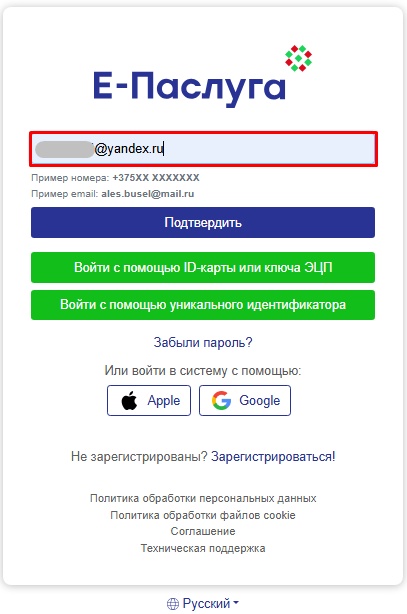 Е-Паслуга
@yandex.ru
Пример номера: +375XX XXXXXXX
Пример email: ales.busel@mail.ru
Подтвердить
Войти с помощью ID-карты или ключа ЭЦП
Войти с помощью уникального идентификатора
Забыли пароль?
Или войти в систему с помощью:
Apple Google
Не зарегистрированы? Зарегистрироваться!
Политика обработки персональных данных
Политика обработки файлов cookie
Соглашение
Техническая поддержка
Русский